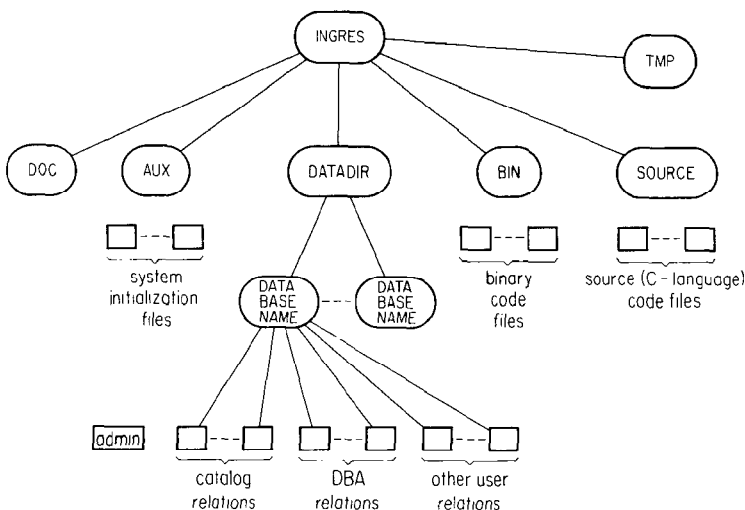 INGRES
TMP
DOC
AUX
DATADIR
BIN
SOURCE
system
initialization
files
DATA
BASE
NAME
DATA
BASE
NAME
binary
code
files
source (C-language)
code files
admin
catalog
relations
DBA
relations
other user
relations